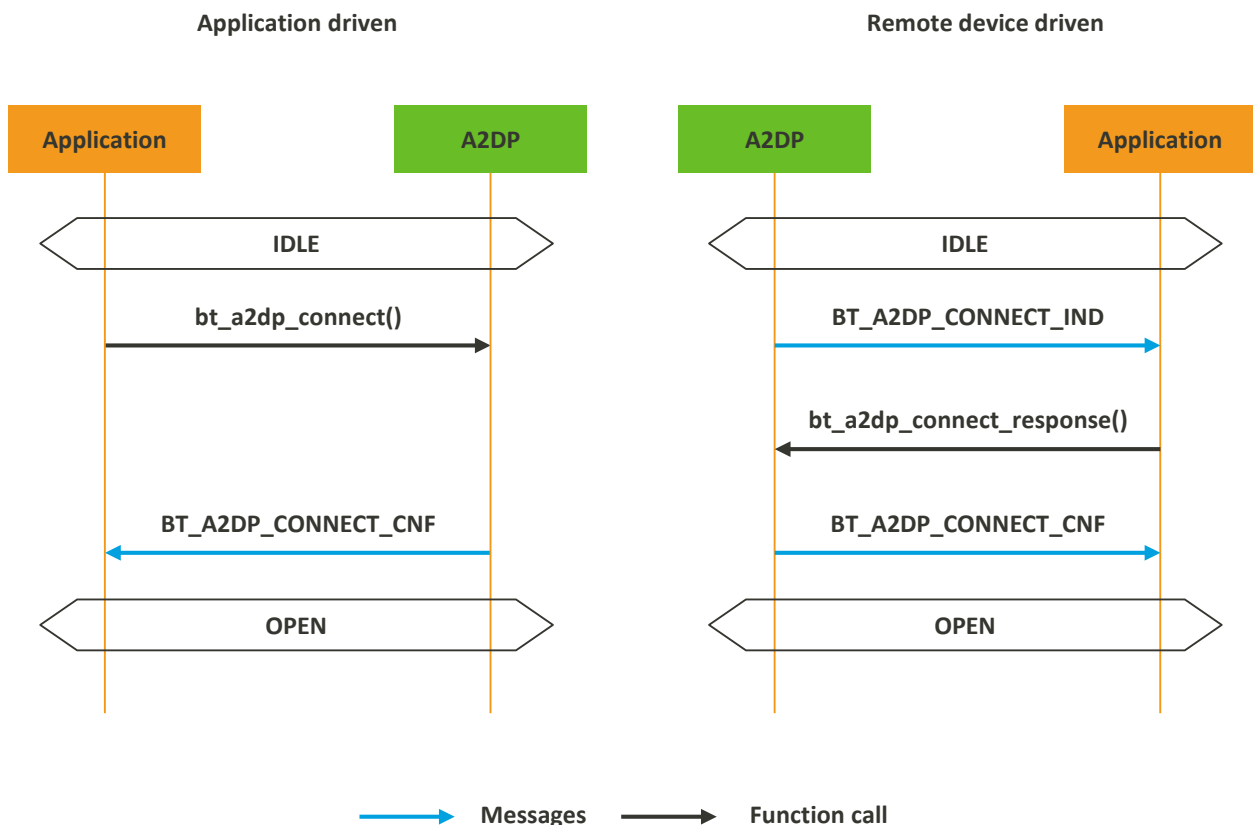 Application driven
Remote device driven
Application
A2DP
A2DP
Application
IDLE
IDLE
bt_a2dp_connect()
BT_A2DP_CONNECT_IND
bt_a2dp_connect_response()
BT_A2DP_CONNECT_CNF
BT_A2DP_CONNECT_CNF
OPEN
OPEN
Messages
Function call